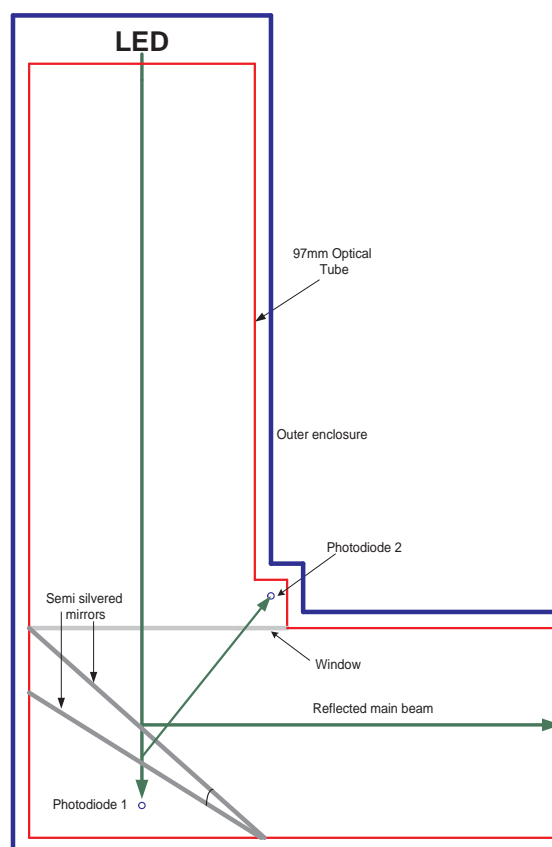 LED
97mm Optical
Tube
Outer enclosure
Photodiode 2
Semi silvered
mirrors
Window
Reflected main beam
Photodiode 1